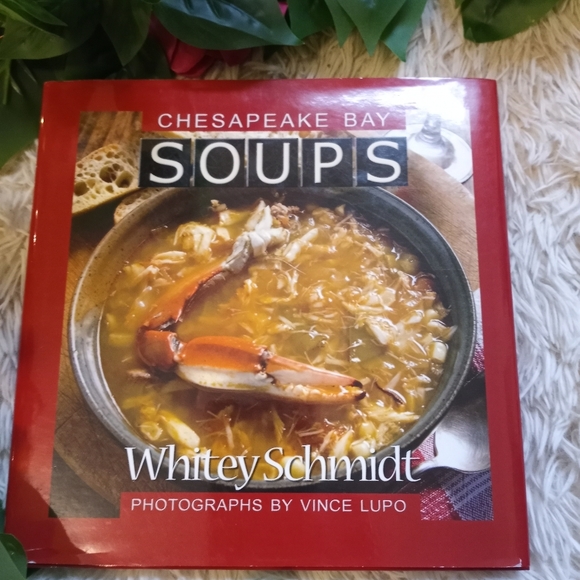 CHESAPEAKE BAY
SOUPS
Whitey Schmidt
PHOTOGRAPHS BY VINCE LUPO